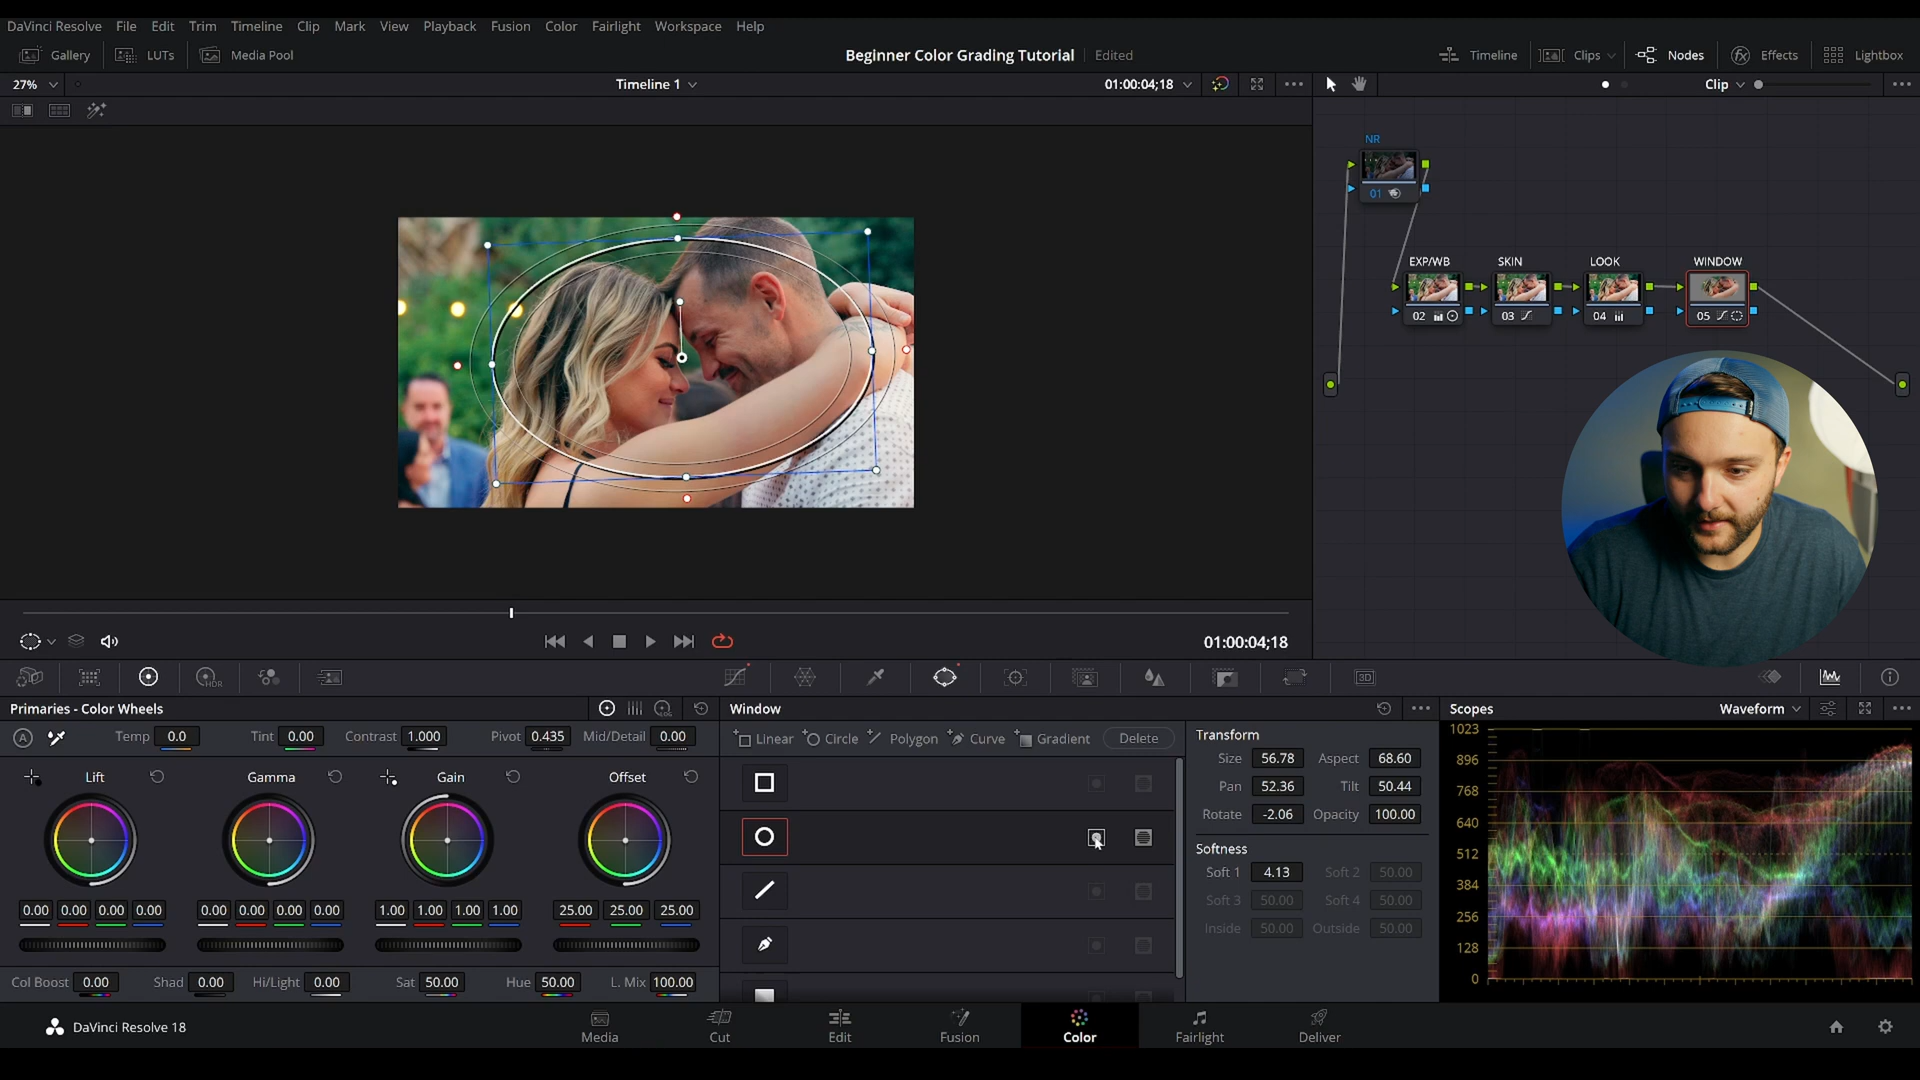 DaVinci Resolve File Edit Trim Timeline Clip Mark View Playback Fusion Color Fairlight Workspace Help
Gallery LUTs Media Pool Beginner Color Grading Tutorial Edited Timeline Clips Nodes Effects Lightbox
27% Timeline 1 01:00:04;18 Clip
NR
01
EXP/WB SKIN LOOK WINDOW
02 03 04 05
01:00:04;18
HDR 3D
Primaries - Color Wheels Window Scopes Waveform
A Temp 0.0 Tint 0.00 Contrast 1.000 Pivot 0.435 Mid/Detail 0.00
Linear Circle Polygon Curve Gradient Delete
Lift Gamma Gain Offset
0.00 0.00 0.00 0.00 0.00 0.00 0.00 0.00 1.00 1.00 1.00 1.00 25.00 25.00 25.00
Col Boost 0.00 Shad 0.00 Hi/Light 0.00 Sat 50.00 Hue 50.00 L. Mix 100.00
Transform
Size 56.78 Aspect 68.60
Pan 52.36 Tilt 50.44
Rotate -2.06 Opacity 100.00
Softness
Soft 1 4.13 Soft 2 50.00
Soft 3 50.00 Soft 4 50.00
Inside 50.00 Outside 50.00
1023
896
768
640
512
384
256
128
0
DaVinci Resolve 18 Media Cut Edit Fusion Color Fairlight Deliver